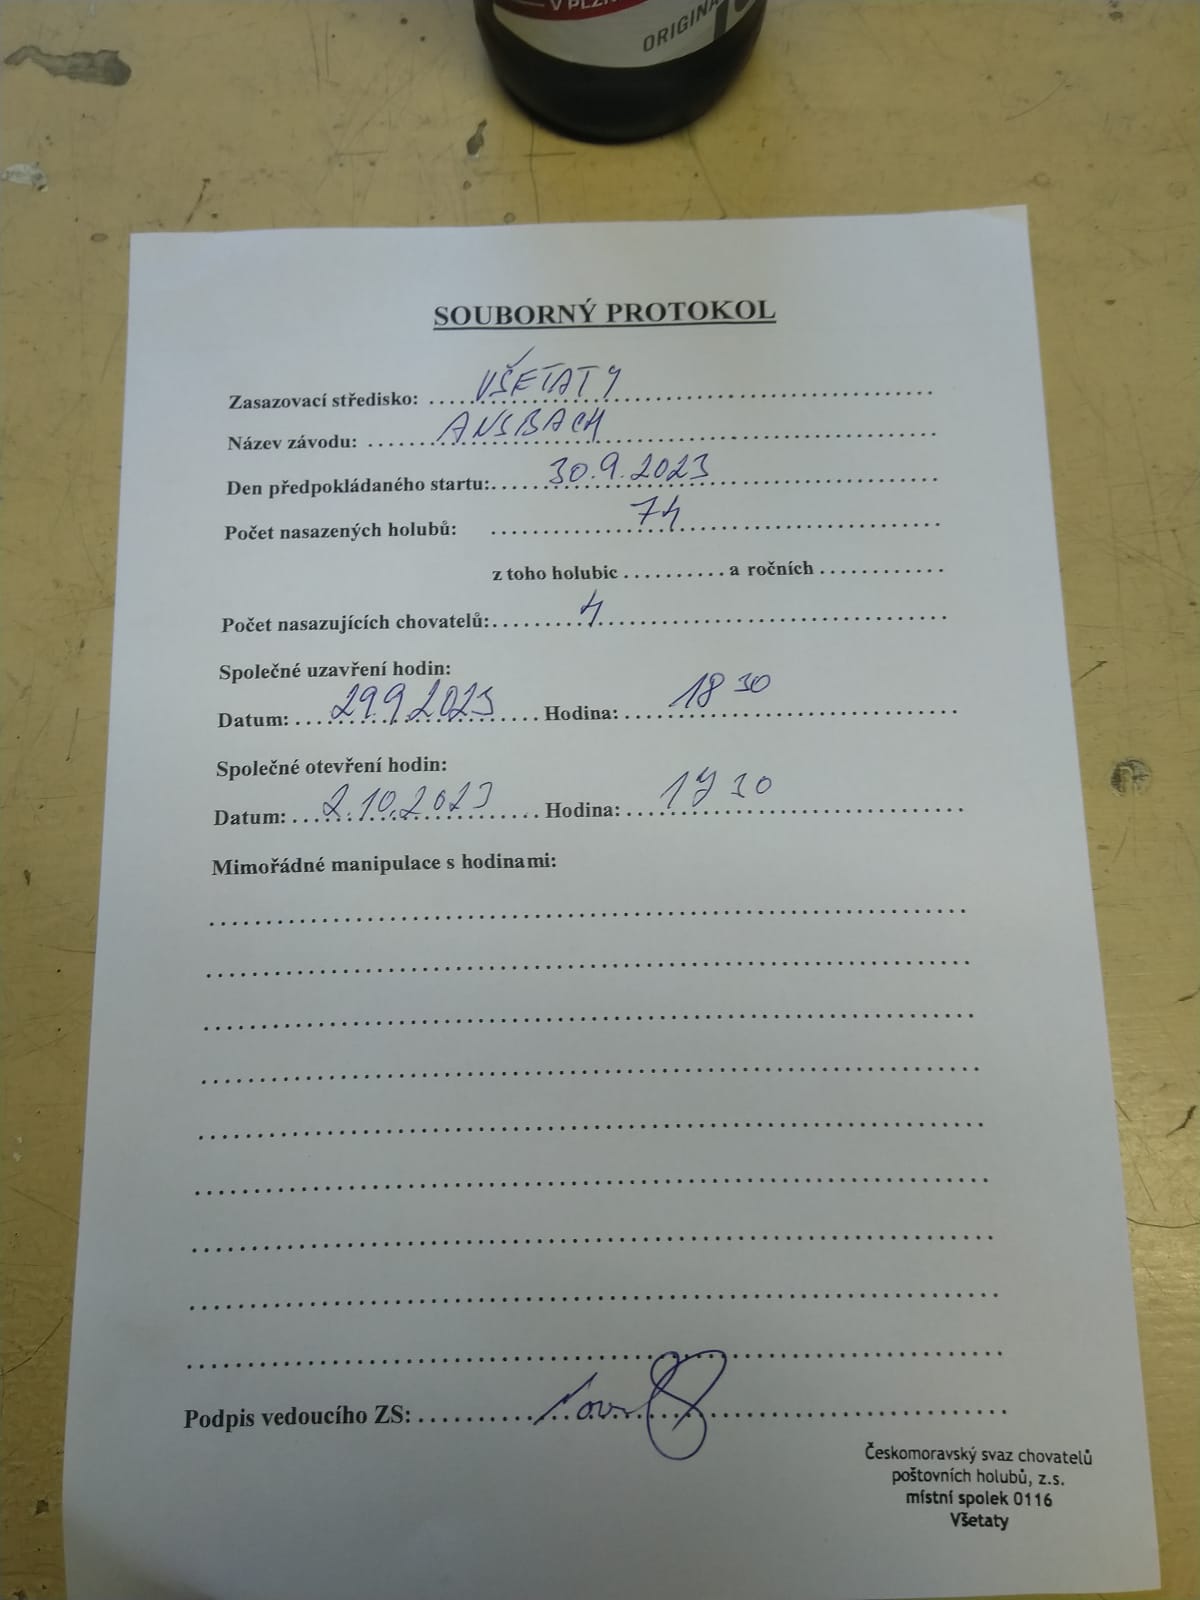 V PLZN
ORIGINA
SOUBORNÝ PROTOKOL
Zasazovací středisko: VŠETATY
Název závodu: ANSBACH
Den předpokládaného startu: 30.9.2023
Počet nasazených holubů: 74
z toho holubic .......... a ročních ............
Počet nasazujících chovatelů: 4
Společné uzavření hodin:
Datum: 29.9.2023 Hodina: 18 30
Společné otevření hodin:
Datum: 2.10.2023 Hodina: 17 30
Mimořádné manipulace s hodinami:
Podpis vedoucího ZS:
Českomoravský svaz chovatelů
poštovních holubů, z.s.
místní spolek 0116
Všetaty